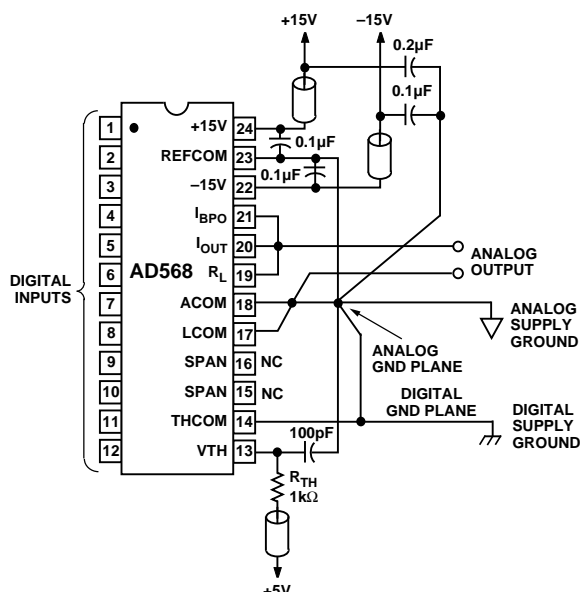 +15V
–15V
0.2µF
0.1µF
1
2
3
4
5
6
7
8
9
10
11
12
DIGITAL
INPUTS
AD568
+15V
REFCOM
–15V
IBPO
IOUT
RL
ACOM
LCOM
SPAN
SPAN
THCOM
VTH
24
23
22
21
20
19
18
17
16
15
14
13
NC
NC
0.1µF
0.1µF
ANALOG
OUTPUT
ANALOG
SUPPLY
GROUND
ANALOG
GND PLANE
DIGITAL
GND PLANE
DIGITAL
SUPPLY
GROUND
100pF
RTH
1kΩ
+5V